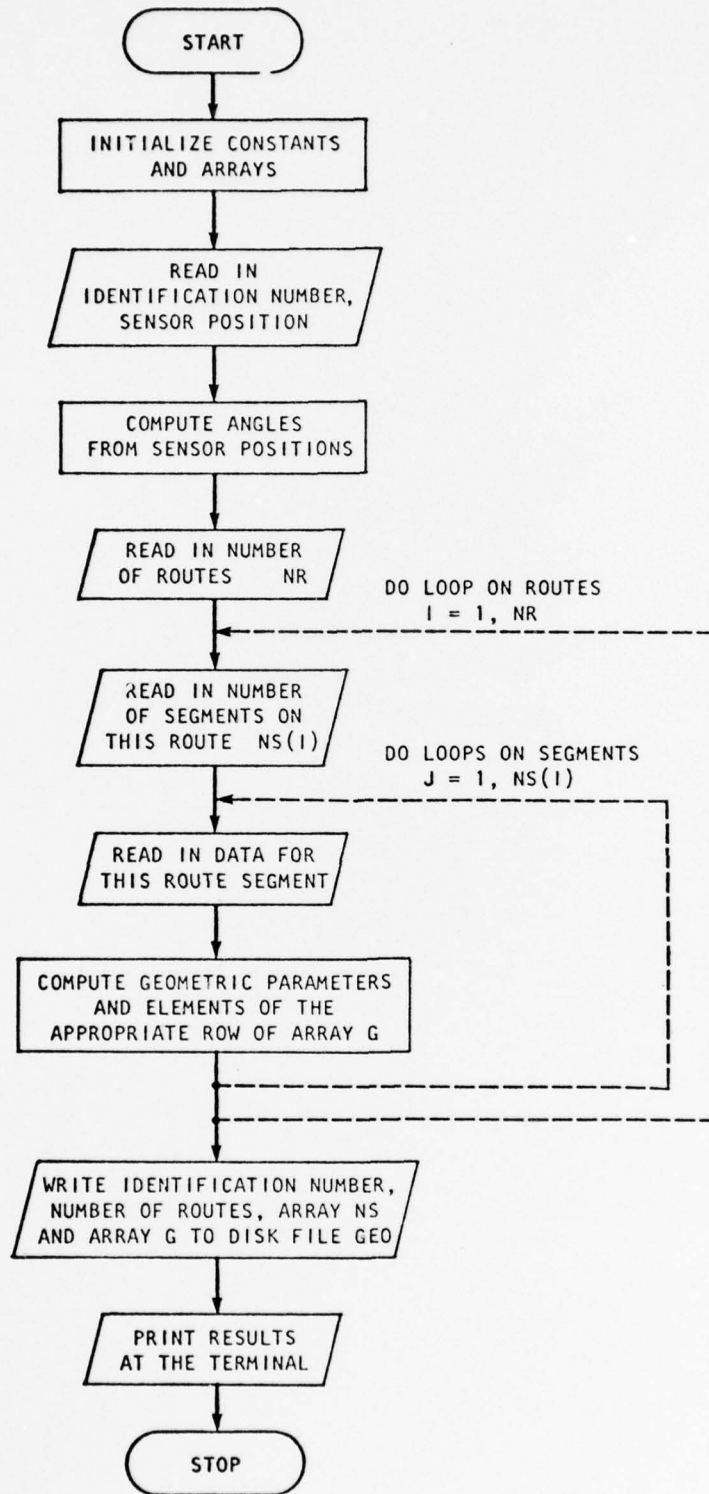 START
INITIALIZE CONSTANTS
AND ARRAYS
READ IN
IDENTIFICATION NUMBER,
SENSOR POSITION
COMPUTE ANGLES
FROM SENSOR POSITIONS
READ IN NUMBER
OF ROUTES NR
DO LOOP ON ROUTES
I = 1, NR
READ IN NUMBER
OF SEGMENTS ON
THIS ROUTE NS(I)
DO LOOPS ON SEGMENTS
J = 1, NS(I)
READ IN DATA FOR
THIS ROUTE SEGMENT
COMPUTE GEOMETRIC PARAMETERS
AND ELEMENTS OF THE
APPROPRIATE ROW OF ARRAY G
WRITE IDENTIFICATION NUMBER,
NUMBER OF ROUTES, ARRAY NS
AND ARRAY G TO DISK FILE GEO
PRINT RESULTS
AT THE TERMINAL
STOP